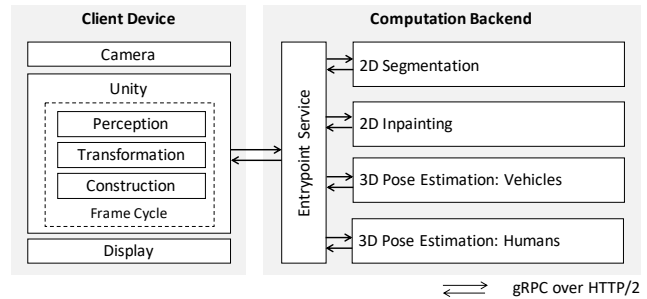 Client Device
Camera
Unity
Perception
Transformation
Construction
Frame Cycle
Display
Computation Backend
Entrypoint Service
2D Segmentation
2D Inpainting
3D Pose Estimation: Vehicles
3D Pose Estimation: Humans
gRPC over HTTP/2